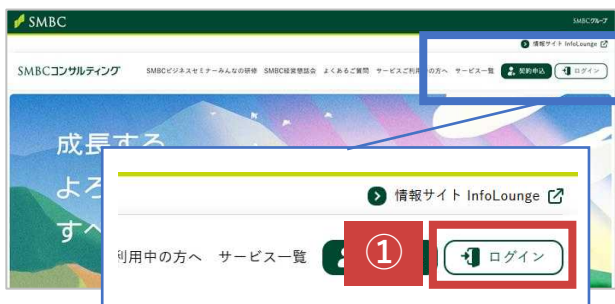 SMBC
SMBCグループ
情報サイト InfoLounge
SMBCコンサルティング
SMBCビジネスセミナーみんなの研修 SMBC経営懇話会 よくあるご質問 サービスご利用中の方へ サービス一覧 契約申込 ログイン
成長する
よろ
すべ
情報サイト InfoLounge
利用中の方へ サービス一覧 ① ログイン